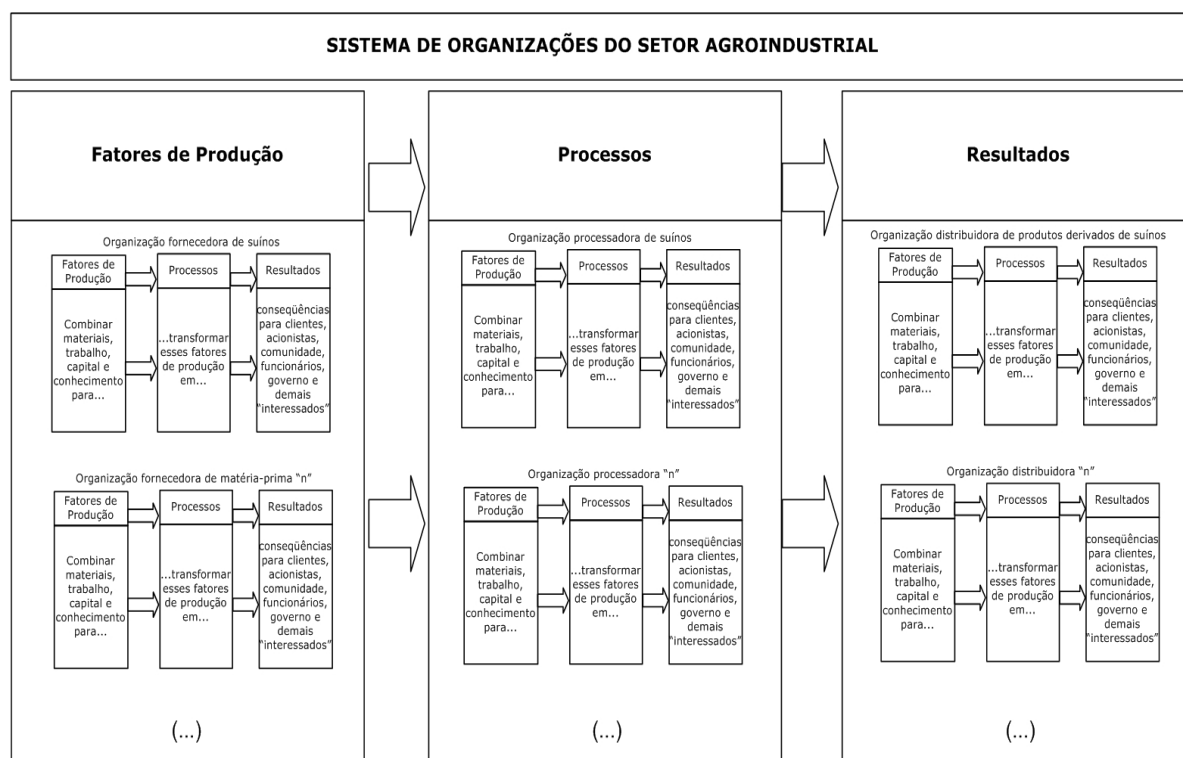 SISTEMA DE ORGANIZAÇÕES DO SETOR AGROINDUSTRIAL
Fatores de Produção
Organização fornecedora de suínos
Fatores de
Produção
Processos
Resultados
Combinar
materiais,
trabalho,
capital e
conhecimento
para...
...transformar
esses fatores
de produção
em...
conseqüências
para clientes,
acionistas,
comunidade,
funcionários,
governo e
demais
"interessados"
Organização fornecedora de matéria-prima "n"
Fatores de
Produção
Processos
Resultados
Combinar
materiais,
trabalho,
capital e
conhecimento
para...
...transformar
esses fatores
de produção
em...
conseqüências
para clientes,
acionistas,
comunidade,
funcionários,
governo e
demais
"interessados"
(...)
Processos
Organização processadora de suínos
Fatores de
Produção
Processos
Resultados
Combinar
materiais,
trabalho,
capital e
conhecimento
para...
...transformar
esses fatores
de produção
em...
conseqüências
para clientes,
acionistas,
comunidade,
funcionários,
governo e
demais
"interessados"
Organização processadora "n"
Fatores de
Produção
Processos
Resultados
Combinar
materiais,
trabalho,
capital e
conhecimento
para...
...transformar
esses fatores
de produção
em...
conseqüências
para clientes,
acionistas,
comunidade,
funcionários,
governo e
demais
"interessados"
(...)
Resultados
Organização distribuidora de produtos derivados de suínos
Fatores de
Produção
Processos
Resultados
Combinar
materiais,
trabalho,
capital e
conhecimento
para...
...transformar
esses fatores
de produção
em...
conseqüências
para clientes,
acionistas,
comunidade,
funcionários,
governo e
demais
"interessados"
Organização distribuidora "n"
Fatores de
Produção
Processos
Resultados
Combinar
materiais,
trabalho,
capital e
conhecimento
para...
...transformar
esses fatores
de produção
em...
conseqüências
para clientes,
acionistas,
comunidade,
funcionários,
governo e
demais
"interessados"
(...)